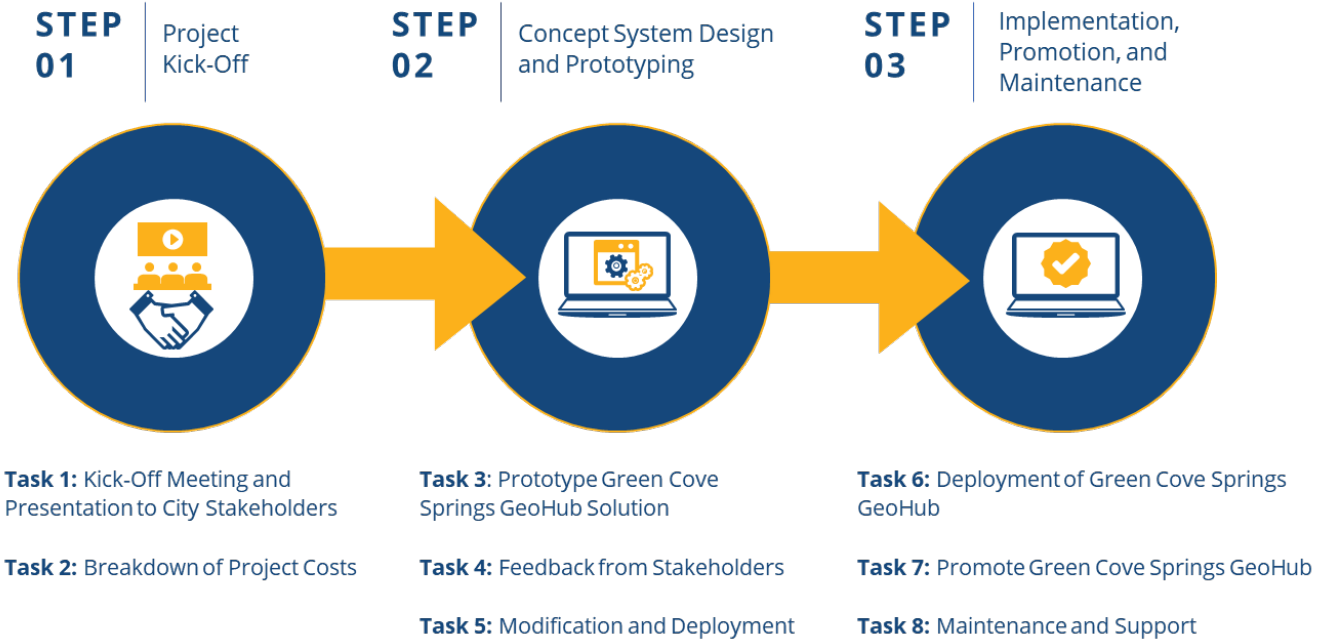 STEP
01
Project
Kick-Off
STEP
02
Concept System Design
and Prototyping
STEP
03
Implementation,
Promotion, and
Maintenance
Task 1: Kick-Off Meeting and
Presentation to City Stakeholders
Task 2: Breakdown of Project Costs
Task 3: Prototype Green Cove
Springs GeoHub Solution
Task 4: Feedback from Stakeholders
Task 5: Modification and Deployment
Task 6: Deployment of Green Cove Springs
GeoHub
Task 7: Promote Green Cove Springs GeoHub
Task 8: Maintenance and Support